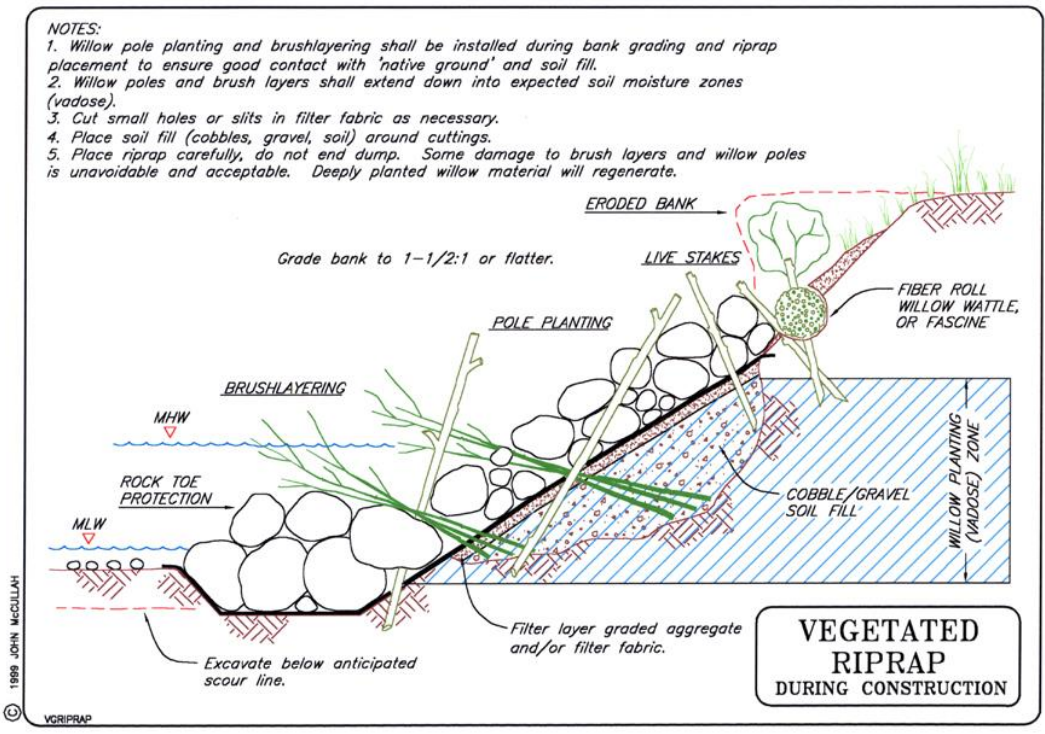 NOTES:
1. Willow pole planting and brushlayering shall be installed during bank grading and riprap
placement to ensure good contact with 'native ground' and soil fill.
2. Willow poles and brush layers shall extend down into expected soil moisture zones
(vadose).
3. Cut small holes or slits in filter fabric as necessary.
4. Place soil fill (cobbles, gravel, soil) around cuttings.
5. Place riprap carefully, do not end dump. Some damage to brush layers and willow poles
is unavoidable and acceptable. Deeply planted willow material will regenerate.
ERODED BANK
Grade bank to 1-1/2:1 or flatter.
LIVE STAKES
FIBER ROLL
WILLOW WATTLE,
OR FASCINE
POLE PLANTING
BRUSHLAYERING
MHW
ROCK TOE
PROTECTION
MLW
COBBLE/GRAVEL
SOIL FILL
WILLOW PLANTING
(VADOSE) ZONE
Filter layer graded aggregate
and/or filter fabric.
Excavate below anticipated
scour line.
VEGETATED
RIPRAP
DURING CONSTRUCTION
© 1999 JOHN McCULLAH
VGRIPRAP